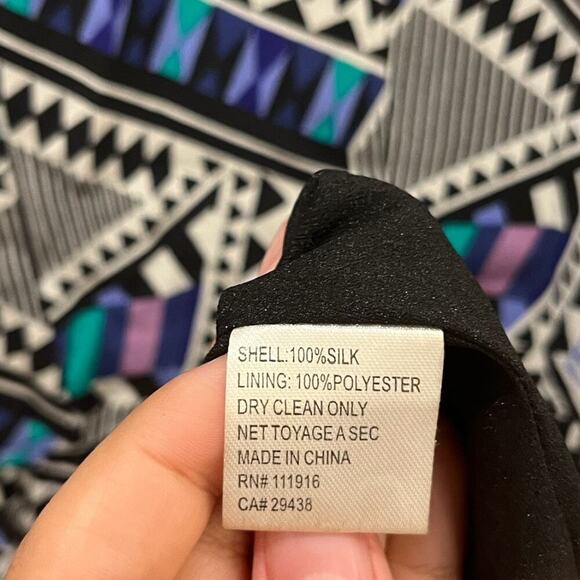 SHELL:100%SILK
LINING: 100%POLYESTER
DRY CLEAN ONLY
NET TOYAGE A SEC
MADE IN CHINA
RN# 111916
CA# 29438